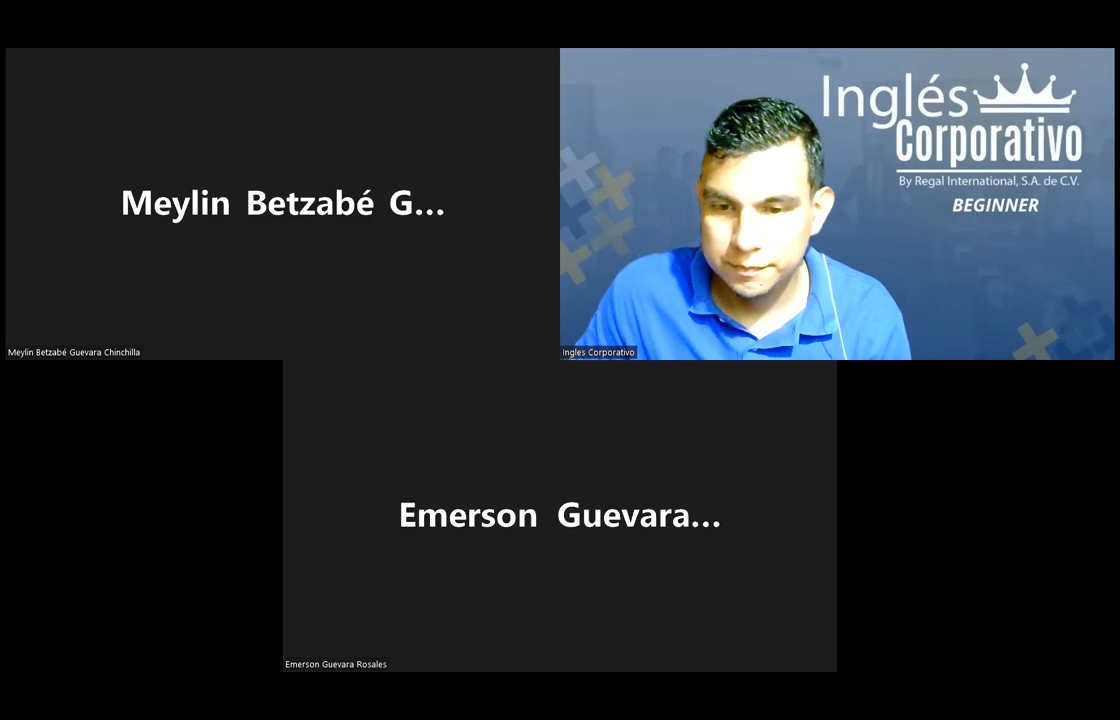 Meylin Betzabé G...
Meylin Betzabé Guevara Chinchilla
Inglés
Corporativo
By Regal International, S.A. de C.V.
BEGINNER
Ingles Corporativo
Emerson Guevara...
Emerson Guevara Rosales